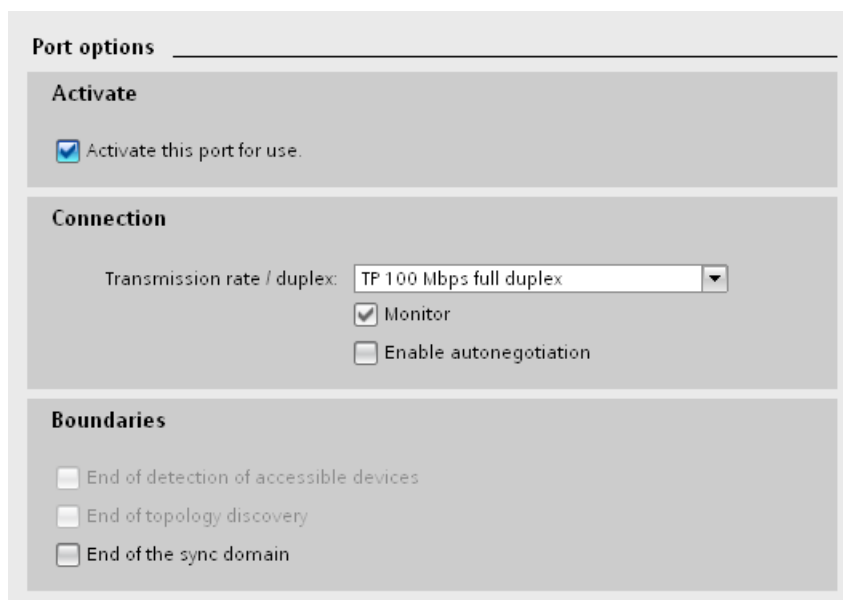 Port options
Activate
Activate this port for use.
Connection
Transmission rate / duplex: TP 100 Mbps full duplex
Monitor
Enable autonegotiation
Boundaries
End of detection of accessible devices
End of topology discovery
End of the sync domain